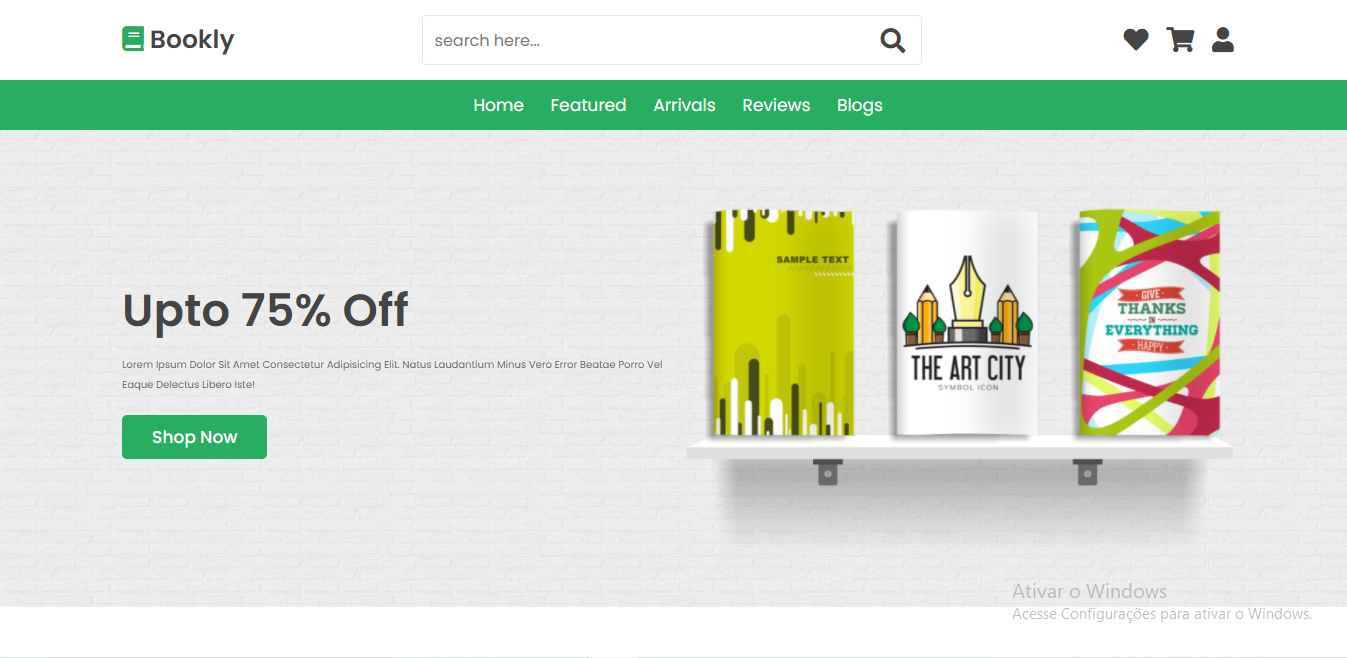 Bookly
search here...
Home Featured Arrivals Reviews Blogs
Upto 75% Off
Lorem Ipsum Dolor Sit Amet Consectetur Adipisicing Elit. Natus Laudantium Minus Vero Error Beatae Porro Vel
Eaque Delectus Libero Iste!
Shop Now
SAMPLE TEXT
THE ART CITY
SYMBOL ICON
GIVE
THANKS
IN
EVERYTHING
HAPPY
Ativar o Windows
Acesse Configurações para ativar o Windows.